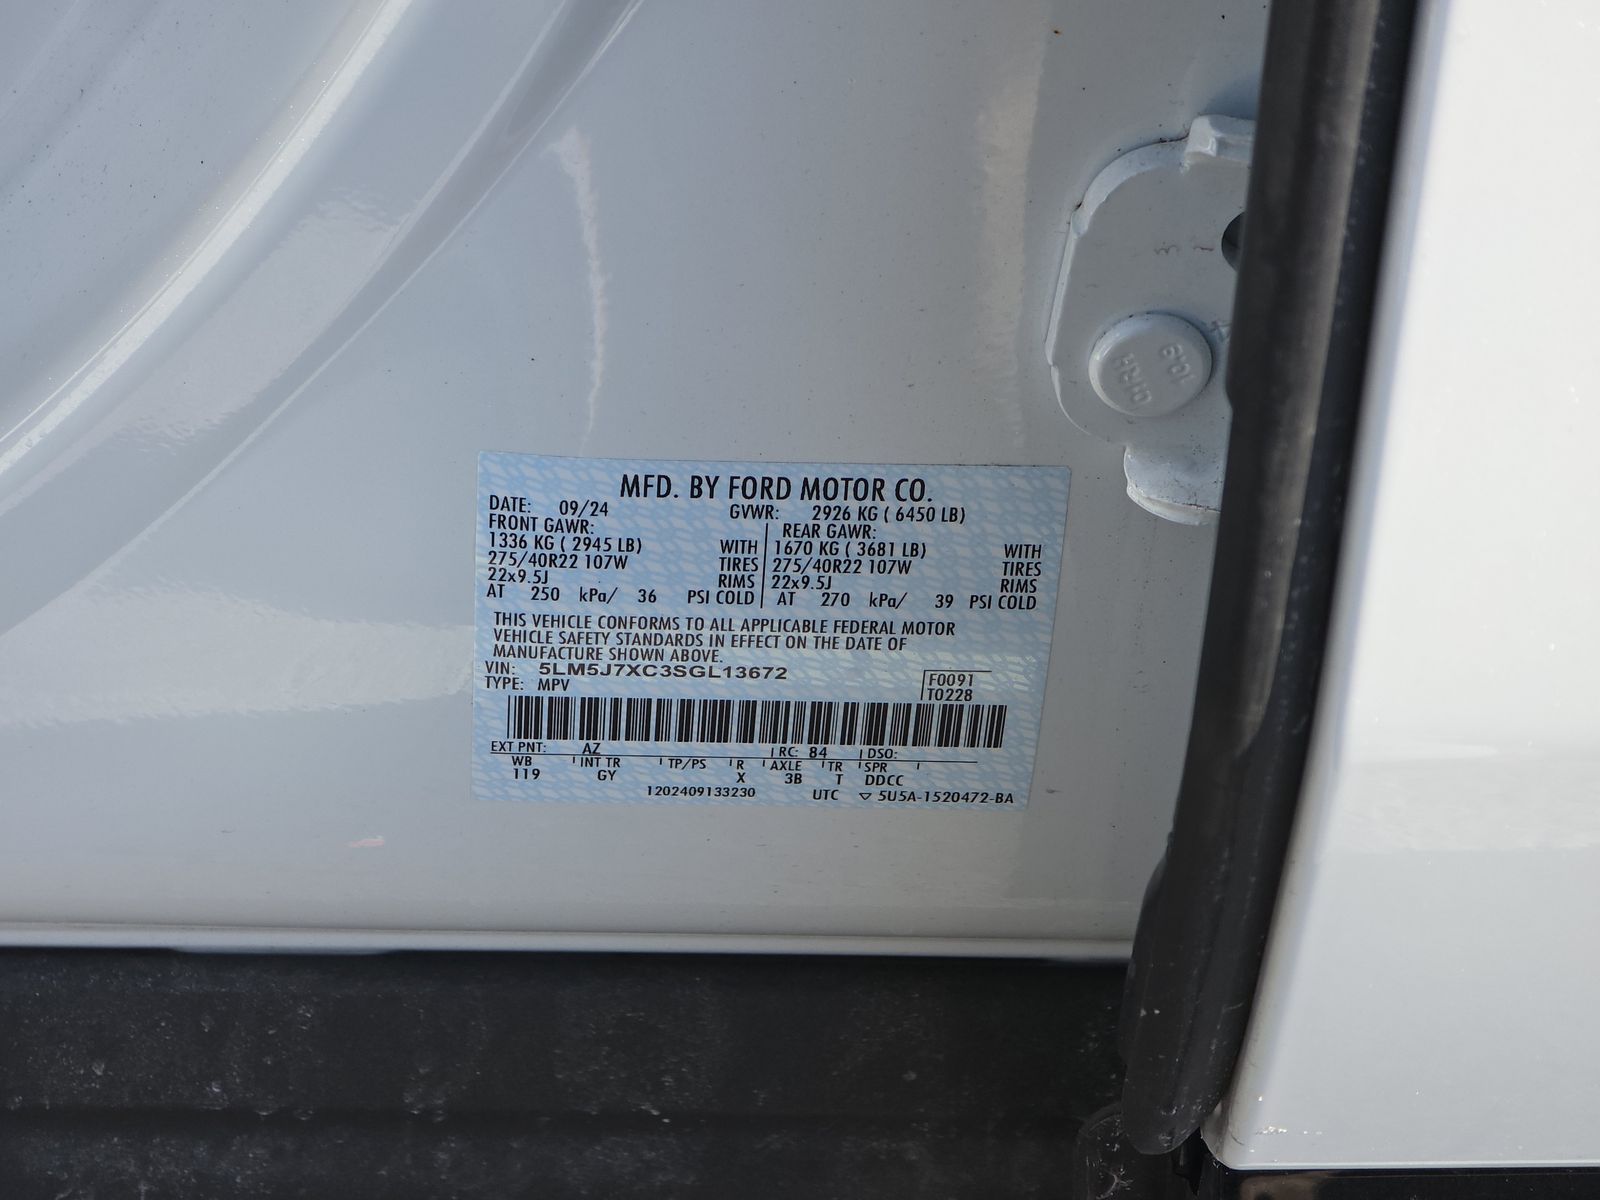 MFD. BY FORD MOTOR CO.
DATE: 09/24 GVWR: 2926 KG ( 6450 LB)
FRONT GAWR: REAR GAWR:
1336 KG ( 2945 LB) WITH 1670 KG ( 3681 LB) WITH
275/40R22 107W TIRES 275/40R22 107W TIRES
22x9.5J RIMS 22x9.5J RIMS
AT 250 kPa/ 36 PSI COLD AT 270 kPa/ 39 PSI COLD
THIS VEHICLE CONFORMS TO ALL APPLICABLE FEDERAL MOTOR
VEHICLE SAFETY STANDARDS IN EFFECT ON THE DATE OF
MANUFACTURE SHOWN ABOVE.
VIN: 5LM5J7XC3SGL13672 F0091
TYPE: MPV T0228
EXT PNT: AZ RC: 84 DSO:
WB INT TR TP/PS R AXLE TR SPR
119 GY X 3B T DDCC
1202409133230 UTC ▽ 5U5A-1520472-BA